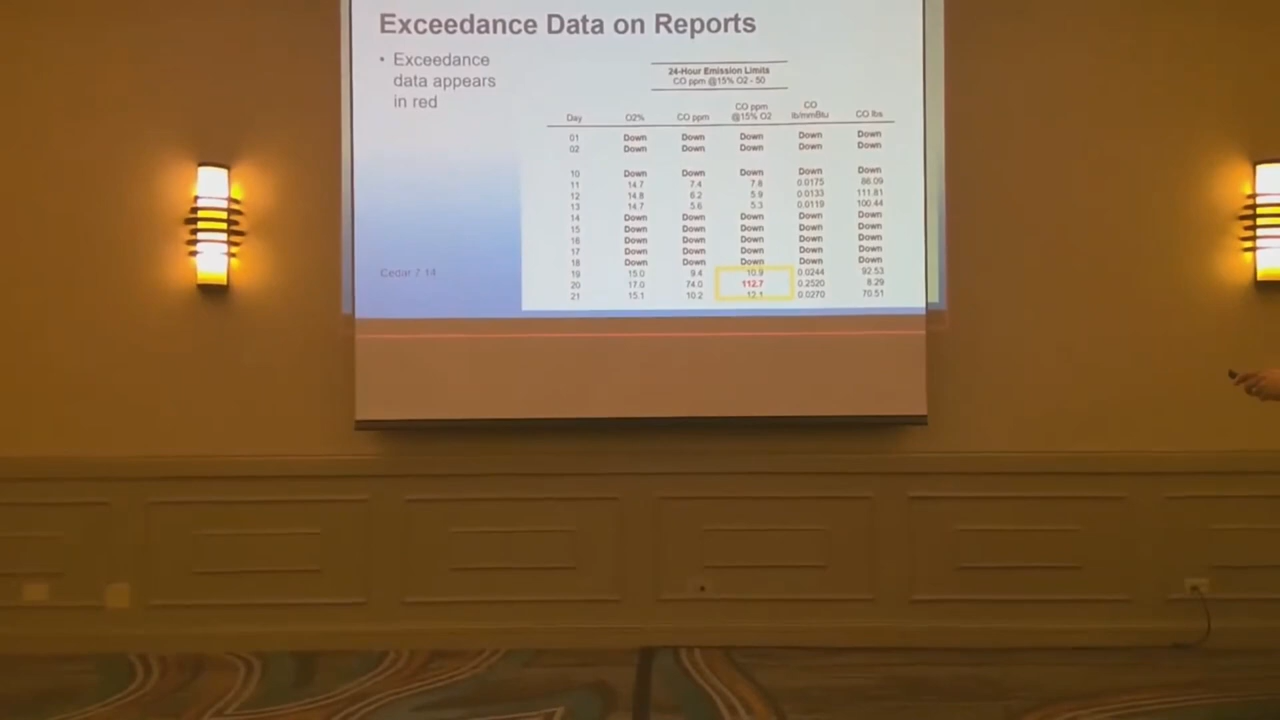 Exceedance Data on Reports
• Exceedance
data appears
in red
24-Hour Emission Limits
CO ppm @15% O2 - 50
Day O2% CO ppm CO ppm @15% O2 CO lb/mmBtu CO lbs
01 Down Down Down Down Down
02 Down Down Down Down Down
10 Down Down Down Down Down
11 14.7 7.4 7.8 0.0175 86.09
12 14.8 6.2 5.9 0.0133 111.81
13 14.7 5.6 5.3 0.0119 100.44
14 Down Down Down Down Down
15 Down Down Down Down Down
16 Down Down Down Down Down
17 Down Down Down Down Down
18 Down Down Down Down Down
19 15.0 9.4 10.9 0.0244 92.53
20 17.0 74.0 112.7 0.2520 8.29
21 15.1 10.2 12.1 0.0270 70.51
Cedar 7.14